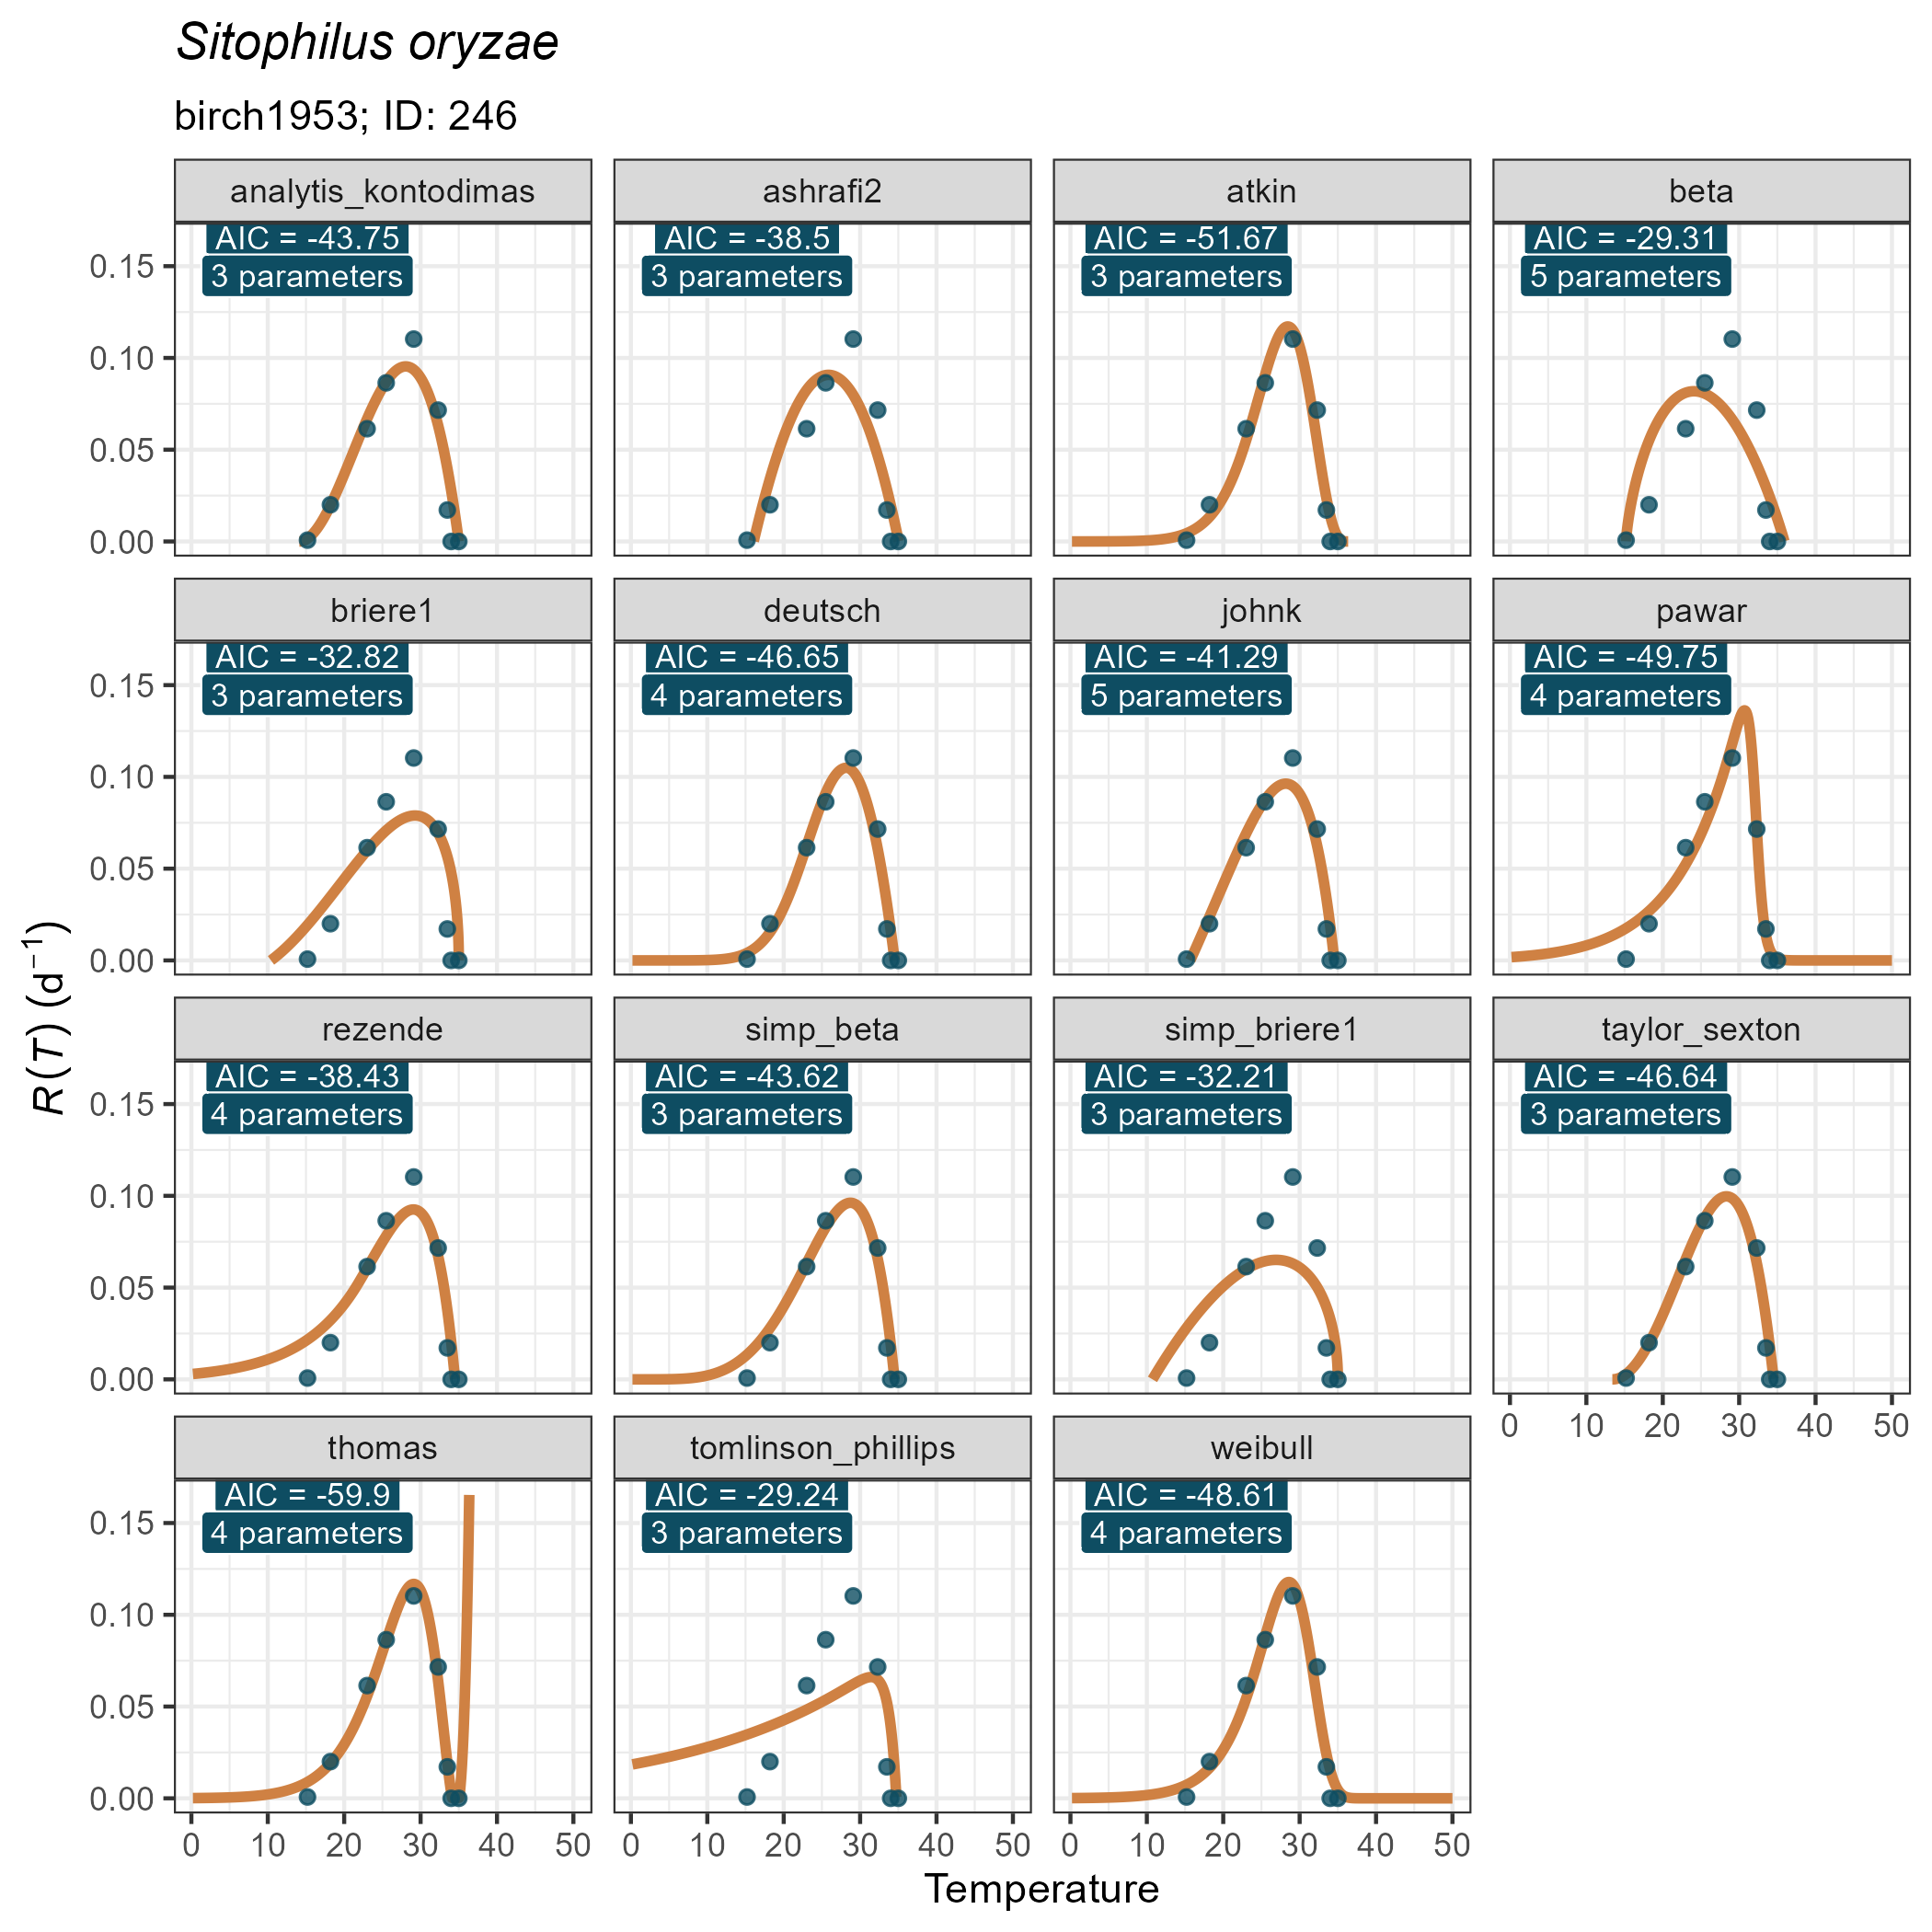 Sitophilus oryzae
birch1953; ID: 246
analytis_kontodimas
ashrafi2
atkin
beta
AIC = -43.75
3 parameters
AIC = -38.5
3 parameters
AIC = -51.67
3 parameters
AIC = -29.31
5 parameters
0.15
0.10
0.05
0.00
briere1
deutsch
johnk
pawar
AIC = -32.82
3 parameters
AIC = -46.65
4 parameters
AIC = -41.29
5 parameters
AIC = -49.75
4 parameters
0.15
0.10
0.05
0.00
rezende
simp_beta
simp_briere1
taylor_sexton
AIC = -38.43
4 parameters
AIC = -43.62
3 parameters
AIC = -32.21
3 parameters
AIC = -46.64
3 parameters
0.15
0.10
0.05
0.00
0 10 20 30 40 50
thomas
tomlinson_phillips
weibull
AIC = -59.9
4 parameters
AIC = -29.24
3 parameters
AIC = -48.61
4 parameters
0.15
0.10
0.05
0.00
0 10 20 30 40 50
0 10 20 30 40 50
0 10 20 30 40 50
Temperature
R(T) (d⁻¹)